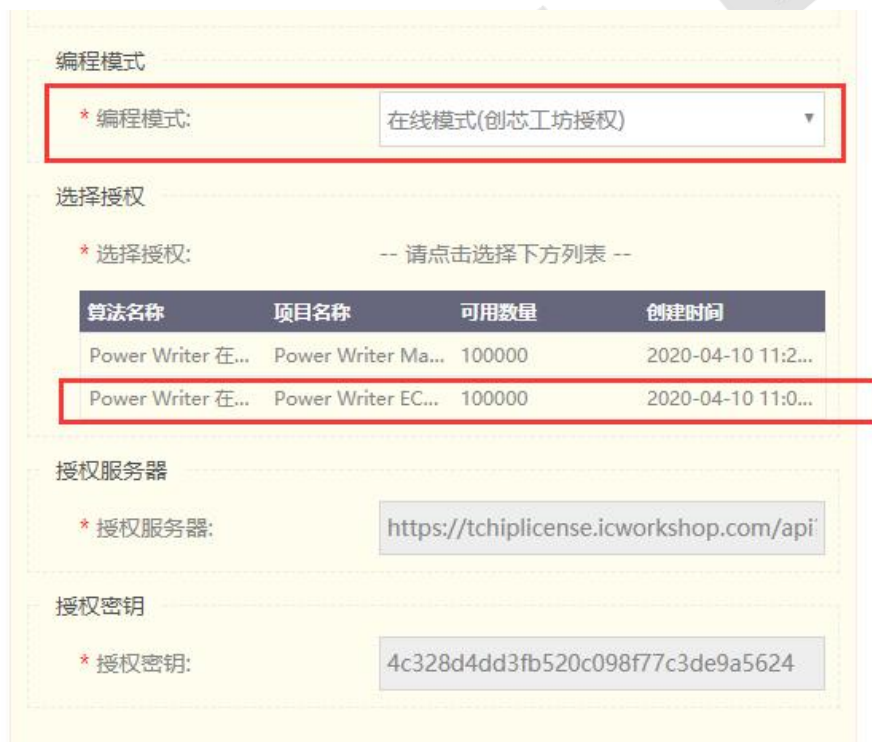 编程模式
* 编程模式: 在线模式(创芯工坊授权)
选择授权
* 选择授权: -- 请点击选择下方列表 --
算法名称 项目名称 可用数量 创建时间
Power Writer 在... Power Writer Ma... 100000 2020-04-10 11:2...
Power Writer 在... Power Writer EC... 100000 2020-04-10 11:0...
授权服务器
* 授权服务器: https://tchiplicense.icworkshop.com/api
授权密钥
* 授权密钥: 4c328d4dd3fb520c098f77c3de9a5624